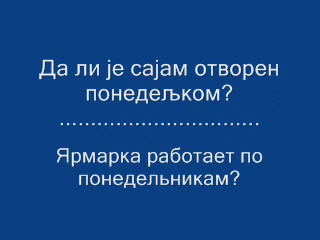 Да ли је сајам отворен
понедељком?
................................
Ярмарка работает по
понедельникам?